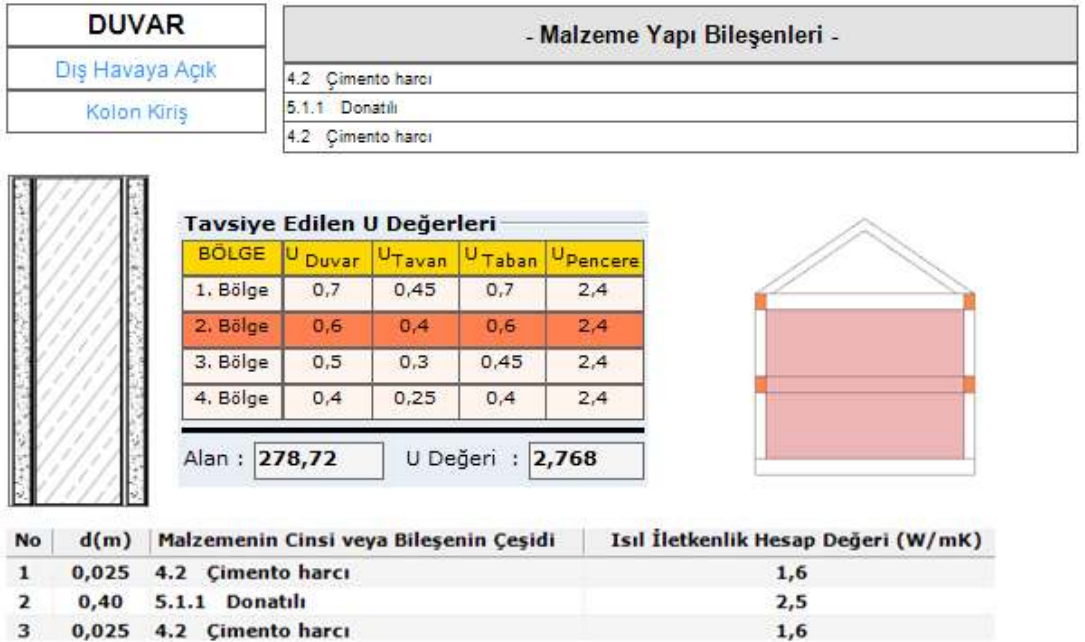 DUVAR
Dış Havaya Açık
Kolon Kiriş
- Malzeme Yapı Bileşenleri -
4.2 Çimento harcı
5.1.1 Donatılı
4.2 Çimento harcı
Tavsiye Edilen U Değerleri
BÖLGE U Duvar UTavan UTaban UPencere
1. Bölge 0,7 0,45 0,7 2,4
2. Bölge 0,6 0,4 0,6 2,4
3. Bölge 0,5 0,3 0,45 2,4
4. Bölge 0,4 0,25 0,4 2,4
Alan : 278,72 U Değeri : 2,768
No d(m) Malzemenin Cinsi veya Bileşenin Çeşidi Isıl İletkenlik Hesap Değeri (W/mK)
1 0,025 4.2 Çimento harcı 1,6
2 0,40 5.1.1 Donatılı 2,5
3 0,025 4.2 Çimento harcı 1,6